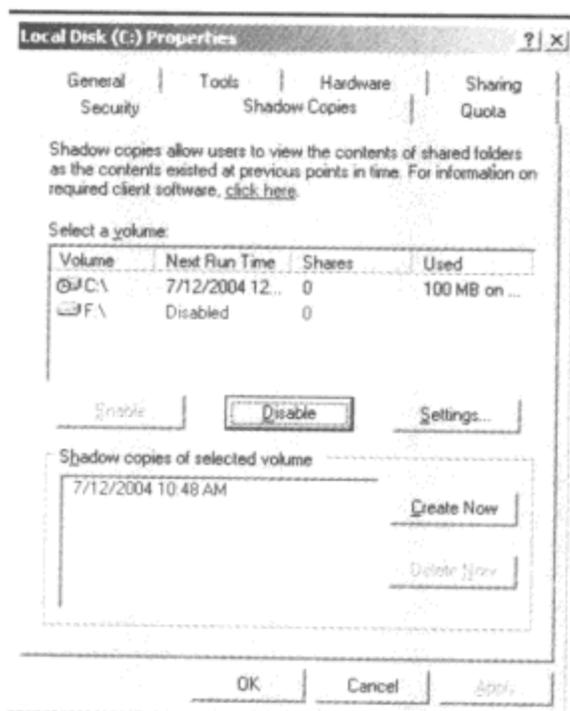 Local Disk (C:) Properties
General Tools Hardware Sharing
Security Shadow Copies Quota
Shadow copies allow users to view the contents of shared folders
as the contents existed at previous points in time. For information on
required client software, click here.
Select a volume:
Volume Next Run Time Shares Used
C:\ 7/12/2004 12... 0 100 MB on ...
F:\ Disabled 0
Enable Disable Settings...
Shadow copies of selected volume
7/12/2004 10:48 AM
Create Now
Delete Now
OK Cancel Apply